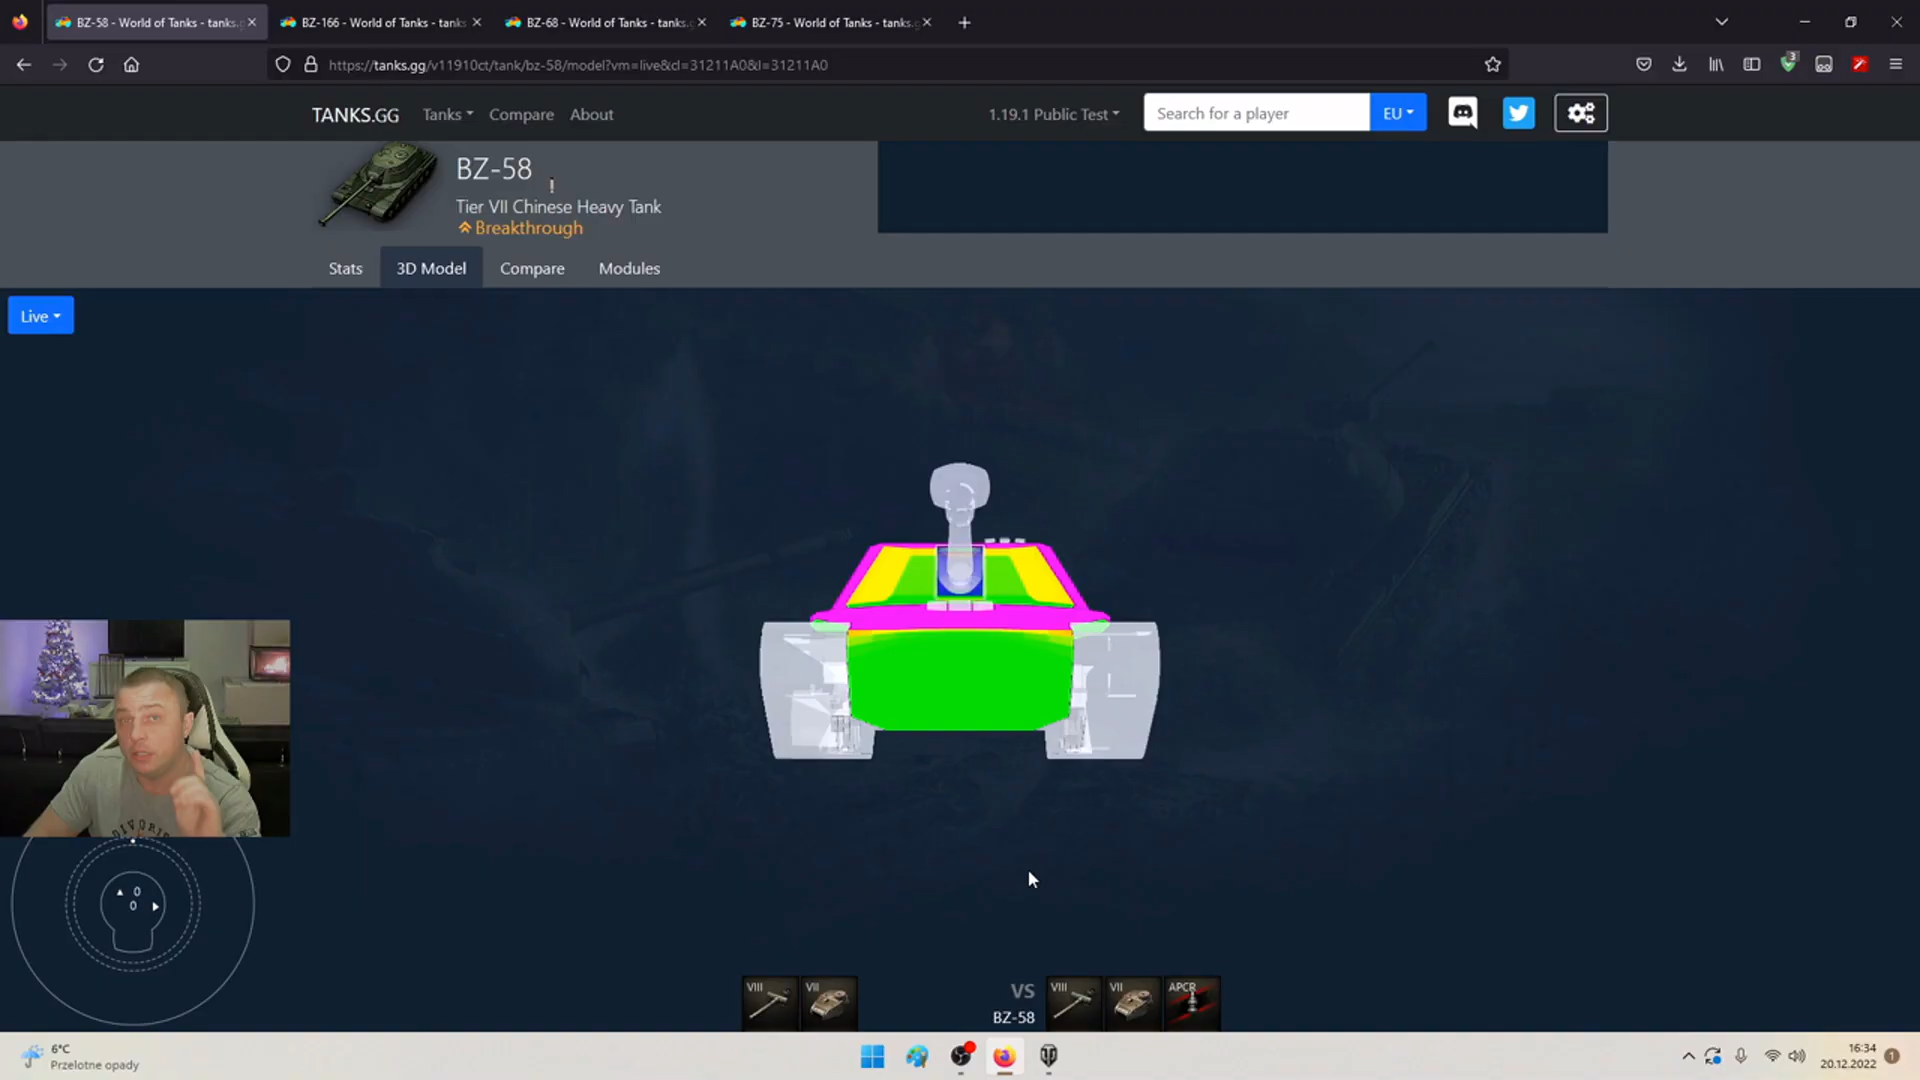 BZ-58 - World of Tanks - tanks.g
BZ-166 - World of Tanks - tanks
BZ-68 - World of Tanks - tanks.g
BZ-75 - World of Tanks - tanks.g
https://tanks.gg/v11910ct/tank/bz-58/model?vm=live&cl=31211A0&l=31211A0
3
TANKS.GG
Tanks
Compare
About
1.19.1 Public Test
Search for a player
EU
BZ-58
Tier VII Chinese Heavy Tank
Breakthrough
Stats
3D Model
Compare
Modules
Live
0
0
VIII
VII
VS
BZ-58
VIII
VII
APCR
6°C
Przelotne opady
16:34
20.12.2022
1